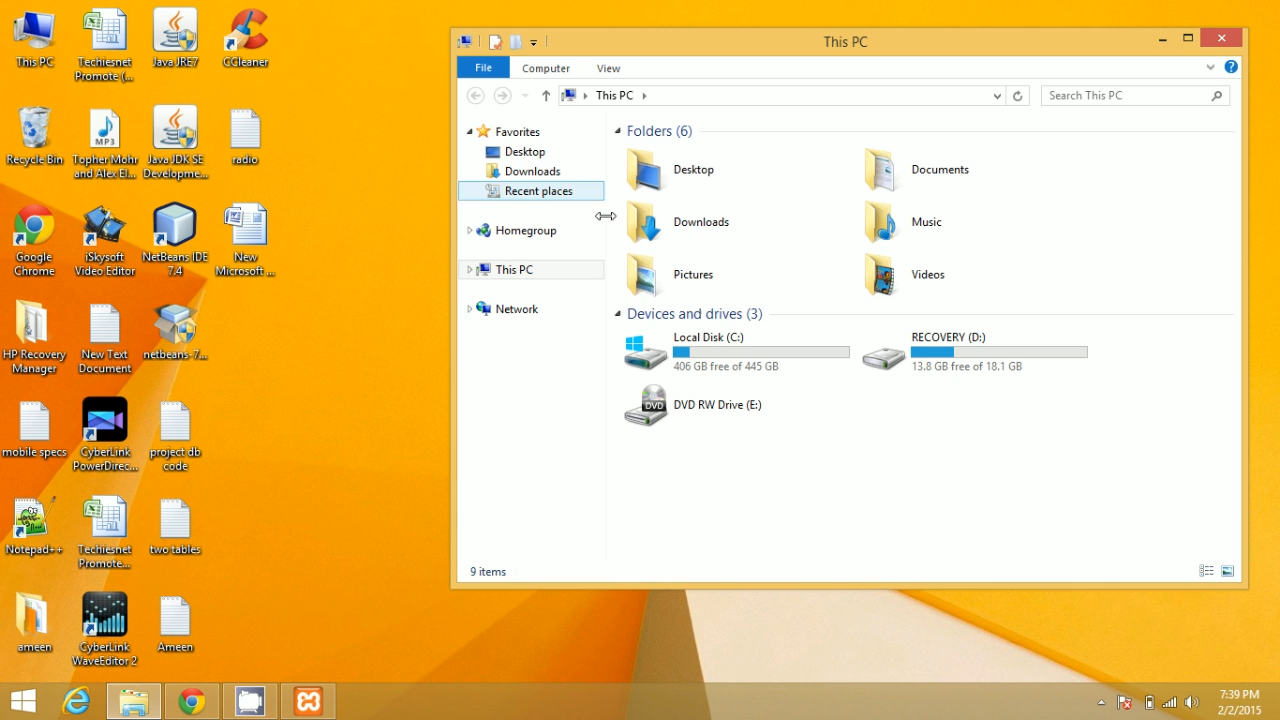 This PC
Techiesnet
Promote (...
Java JRE7
CCleaner
Recycle Bin
MP3
Topher Mohr
and Alex El...
Java JDK SE
Developme...
radio
Google
Chrome
iSkysoft
Video Editor
NetBeans IDE
7.4
New
Microsoft ...
HP Recovery
Manager
New Text
Document
netbeans-7...
mobile specs
CyberLink
PowerDirec...
project db
code
Notepad++
Techiesnet
Promote...
two tables
ameen
CyberLink
WaveEditor 2
Ameen
This PC
File
Computer
View
This PC
Search This PC
Favorites
Desktop
Downloads
Recent places
Homegroup
This PC
Network
Folders (6)
Desktop
Documents
Downloads
Music
Pictures
Videos
Devices and drives (3)
Local Disk (C:)
406 GB free of 445 GB
RECOVERY (D:)
13.8 GB free of 18.1 GB
DVD
DVD RW Drive (E:)
9 items
7:39 PM
2/2/2015